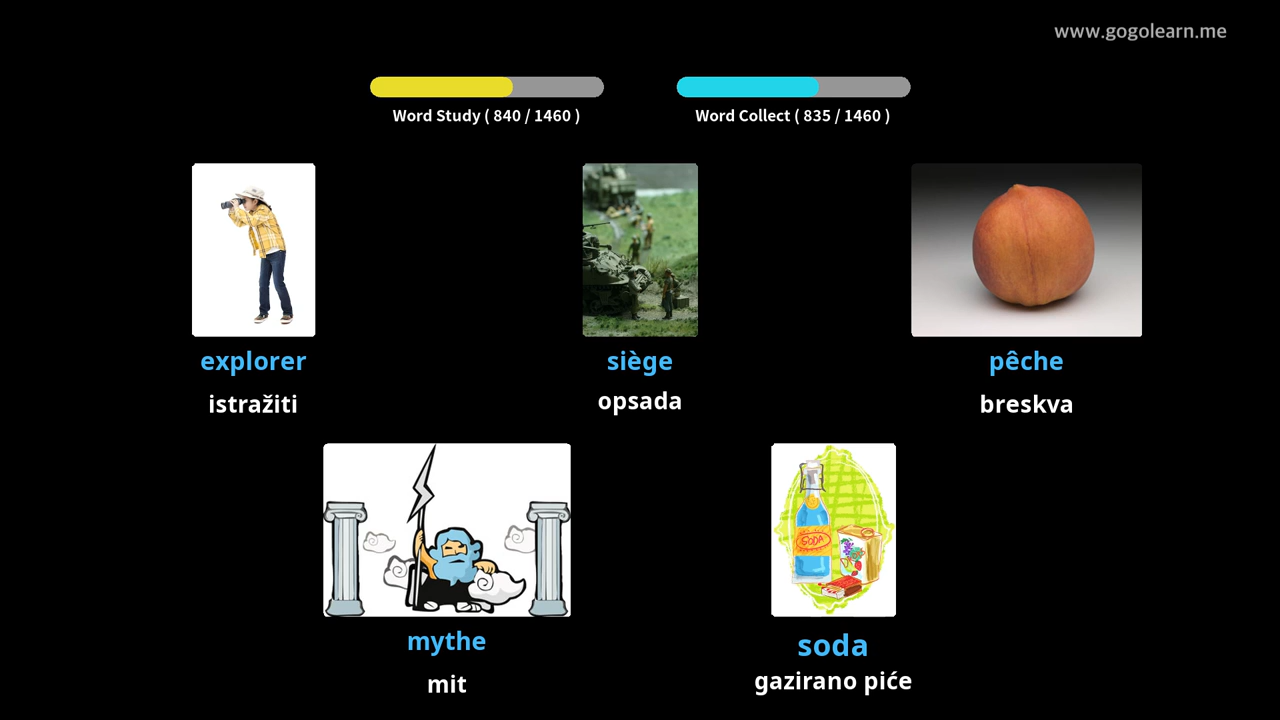 www.gogolearn.me
Word Study ( 840 / 1460 )
Word Collect ( 835 / 1460 )
explorer
istražiti
siège
opsada
pêche
breskva
mythe
mit
SODA
soda
gazirano piće